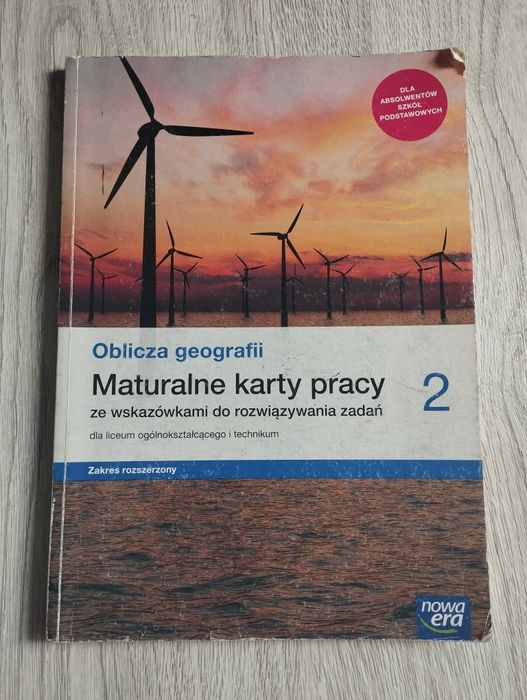 DLA
ABSOLWENTÓW
SZKÓŁ
PODSTAWOWYCH
Oblicza geografii
Maturalne karty pracy
ze wskazówkami do rozwiązywania zadań
2
dla liceum ogólnokształcącego i technikum
Zakres rozszerzony
nowa
era